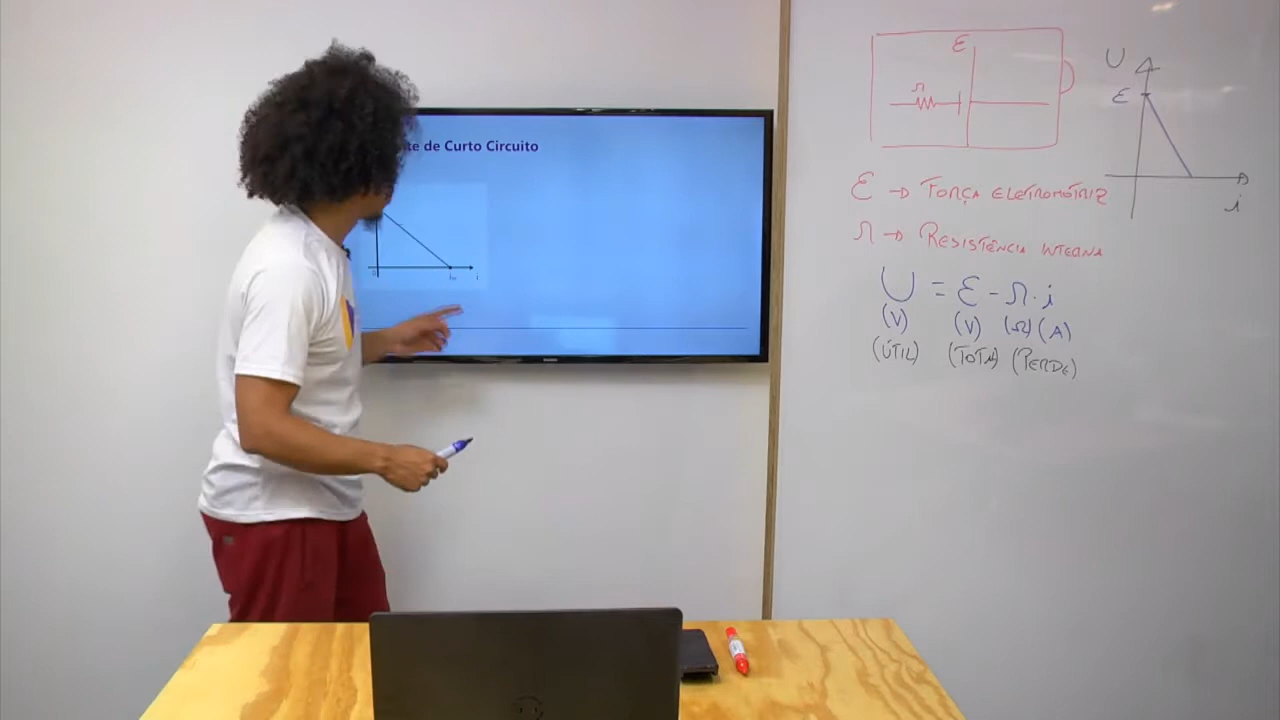 te de Curto Circuito
i
ε
r
U
ε
i
ε → FORÇA ELETROMOTRIZ
r → RESISTÊNCIA INTERNA
U = ε - r . i
(V) (V) (Ω) (A)
(ÚTIL) (TOTAL) (PERDE)